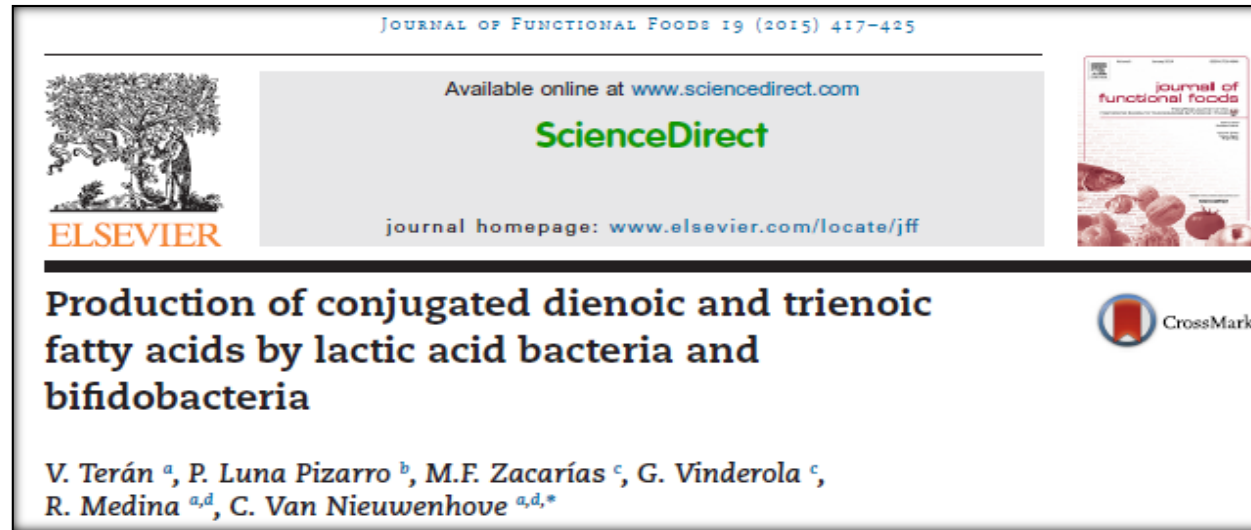 JOURNAL OF FUNCTIONAL FOODS 19 (2015) 417–425
Available online at www.sciencedirect.com
ScienceDirect
journal homepage: www.elsevier.com/locate/jff
ELSEVIER
journal of
functional foods
Production of conjugated dienoic and trienoic
fatty acids by lactic acid bacteria and
bifidobacteria
CrossMark
V. Terán a, P. Luna Pizarro b, M.F. Zacarías c, G. Vinderola c,
R. Medina a,d, C. Van Nieuwenhove a,d,*